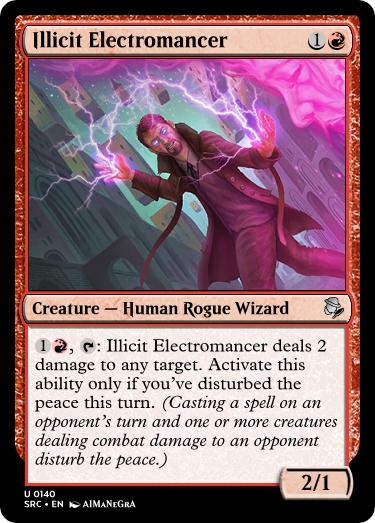 Illicit Electromancer 1
Creature — Human Rogue Wizard
1, : Illicit Electromancer deals 2
damage to any target. Activate this
ability only if you've disturbed the
peace this turn. (Casting a spell on an
opponent's turn and one or more creatures
dealing combat damage to an opponent
disturb the peace.)
2/1
U 0140
SRC • EN AIMaNeGrA